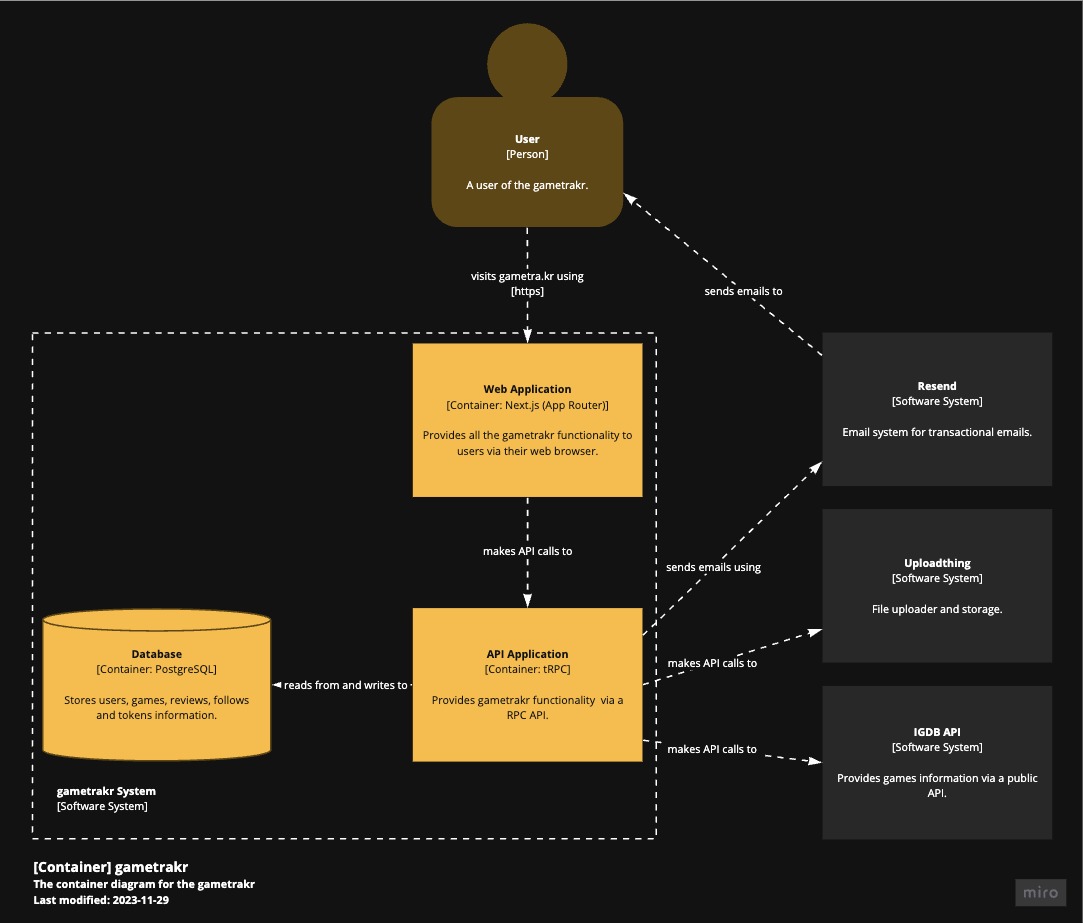 User
[Person]
A user of the gametrakr.
visits gametra.kr using
[https]
sends emails to
Web Application
[Container: Next.js (App Router)]
Provides all the gametrakr functionality to
users via their web browser.
Resend
[Software System]
Email system for transactional emails.
makes API calls to
sends emails using
Uploadthing
[Software System]
File uploader and storage.
Database
[Container: PostgreSQL]
Stores users, games, reviews, follows
and tokens information.
reads from and writes to
API Application
[Container: tRPC]
Provides gametrakr functionality via a
RPC API.
makes API calls to
makes API calls to
IGDB API
[Software System]
Provides games information via a public
API.
gametrakr System
[Software System]
[Container] gametrakr
The container diagram for the gametrakr
Last modified: 2023-11-29
miro